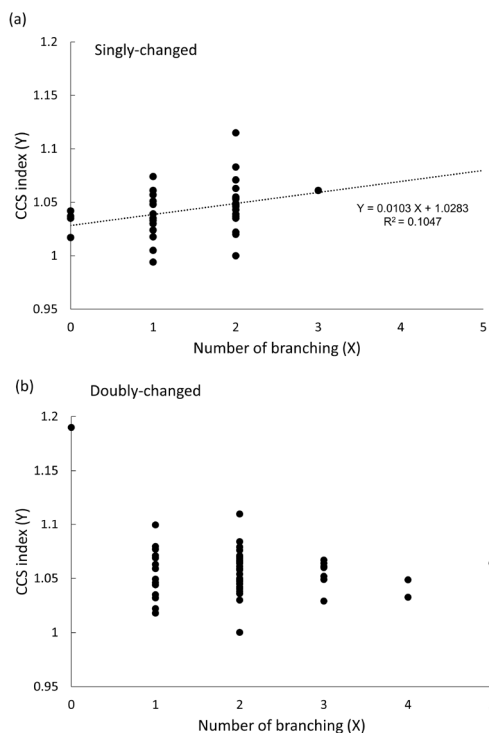 (a)
Singly-changed
1.2
1.15
1.1
1.05
1
0.95
CCS index (Y)
Y = 0.0103 X + 1.0283
R² = 0.1047
0 1 2 3 4 5
Number of branching (X)
(b)
Doubly-changed
1.2
1.15
1.1
1.05
1
0.95
CCS index (Y)
0 1 2 3 4
Number of branching (X)